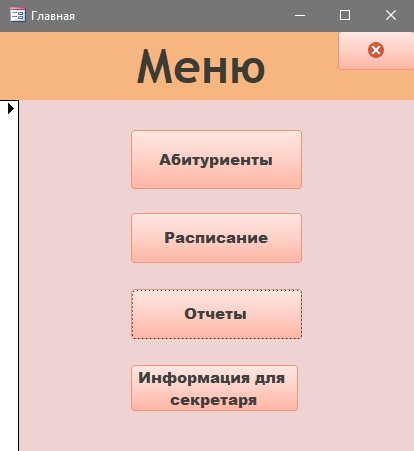 Главная
Меню
Абитуриенты
Расписание
Отчеты
Информация для
секретаря